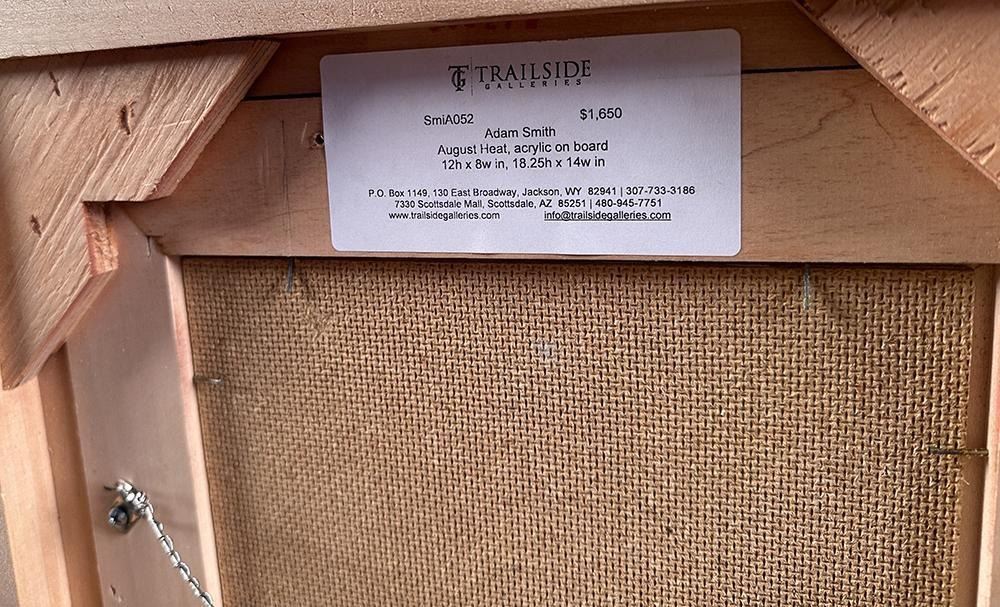 TG TRAILSIDE
GALLERIES
SmiA052 $1,650
Adam Smith
August Heat, acrylic on board
12h x 8w in, 18.25h x 14w in
P.O. Box 1149, 130 East Broadway, Jackson, WY 82941 | 307-733-3186
7330 Scottsdale Mall, Scottsdale, AZ 85251 | 480-945-7751
www.trailsidegalleries.com info@trailsidegalleries.com